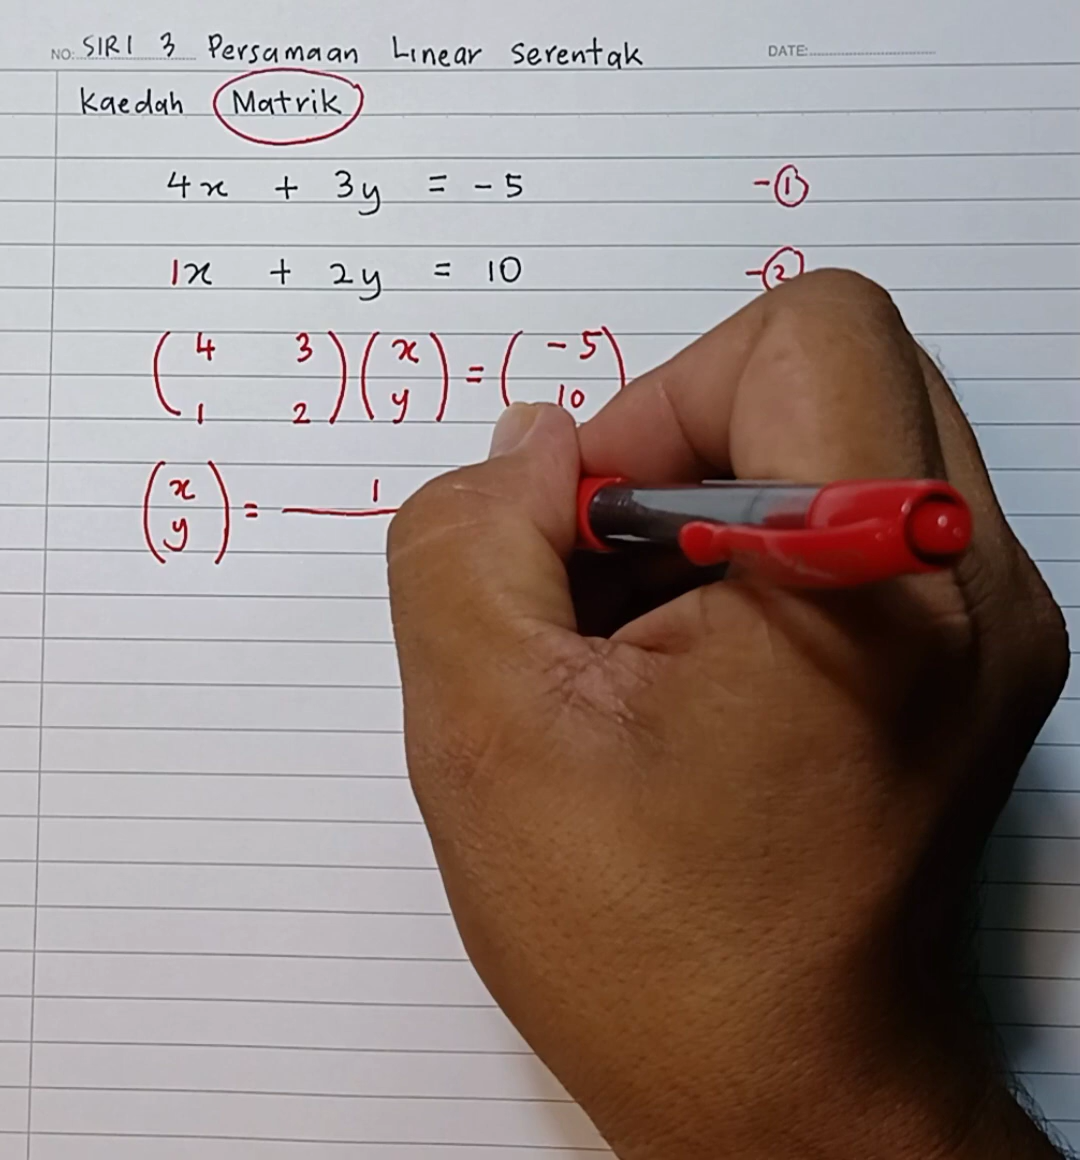 NO: SIRI 3 Persamaan Linear Serentak DATE:
Kaedah Matrik
4x + 3y = -5 -①
1x + 2y = 10 -②
(4 3) (x) = (-5)
(1 2) (y) (10)
(x) = 1
(y)